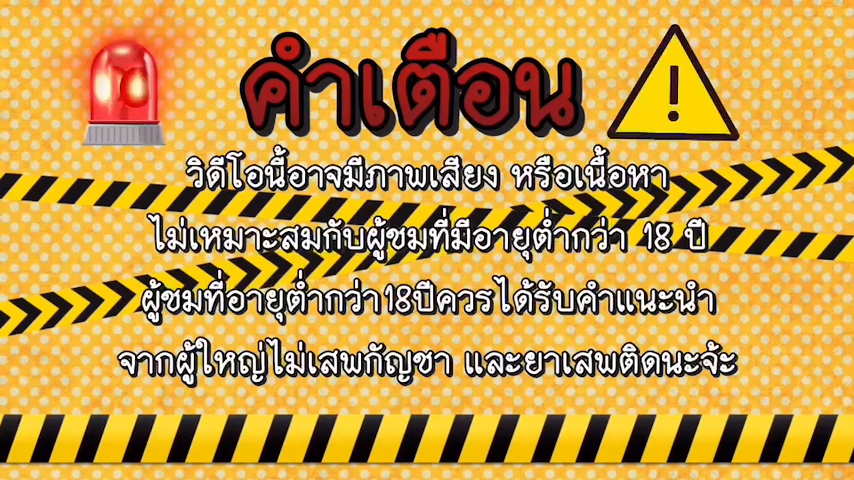 คำเตือน
วิดีโอนี้อาจมีภาพเสียง หรือเนื้อหา
ไม่เหมาะสมกับผู้ชมที่มีอายุต่ำกว่า 18 ปี
ผู้ชมที่อายุต่ำกว่า18ปีควรได้รับคำแนะนำ
จากผู้ใหญ่ไม่เสพกัญชา และยาเสพติดนะจ้ะ